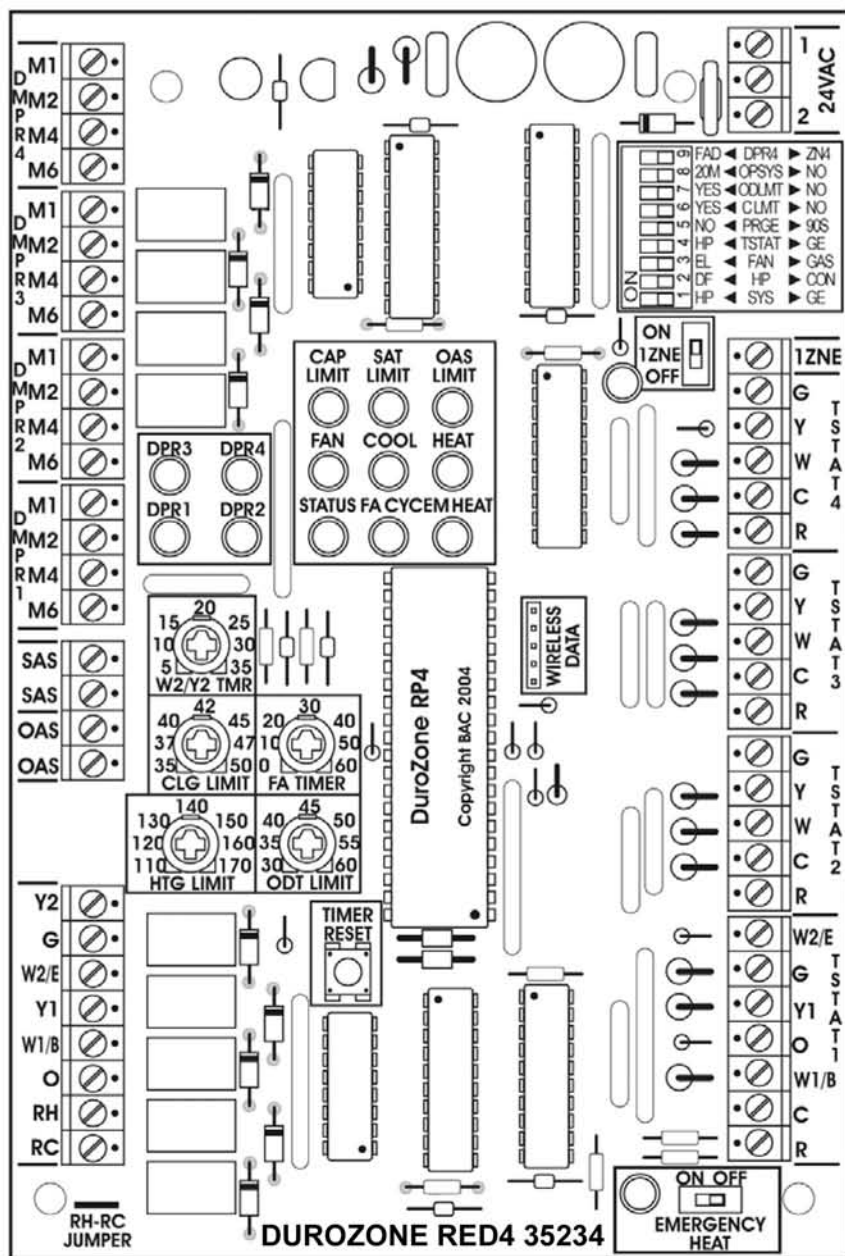 M1
M2
M4
M6
DMPR4
M1
M2
M4
M6
DMPR3
M1
M2
M4
M6
DMPR2
M1
M2
M4
M6
DMPR1
SAS
SAS
OAS
OAS
1
2
24VAC
9 FAD ◄ DPR4 ► ZN4
8 20M ◄ OPSYS ► NO
7 YES ◄ ODLMT ► NO
6 YES ◄ CLMT ► NO
5 NO ◄ PRGE ► 90S
4 HP ◄ TSTAT ► GE
3 EL ◄ FAN ► GAS
2 DF ◄ HP ► CON
1 HP ◄ SYS ► GE
ON
ON
1ZNE
OFF
CAP LIMIT
SAT LIMIT
OAS LIMIT
FAN
COOL
HEAT
STATUS
FA CYC
EM HEAT
DPR3
DPR4
DPR1
DPR2
1ZNE
G
Y
W
C
R
TSTAT4
G
Y
W
C
R
TSTAT3
G
Y
W
C
R
TSTAT2
W2/E
G
Y1
O
W1/B
C
R
TSTAT1
20
15 25
10 30
5 35
W2/Y2 TMR
42
40 45
37 47
35 50
CLG LIMIT
30
20 40
10 50
0 60
FA TIMER
140
130 150
120 160
110 170
HTG LIMIT
45
40 50
35 55
30 60
ODT LIMIT
DuroZone RP4
Copyright BAC 2004
WIRELESS
DATA
TIMER
RESET
Y2
G
W2/E
Y1
W1/B
O
RH
RC
RH-RC
JUMPER
DUROZONE RED4 35234
ON OFF
EMERGENCY
HEAT